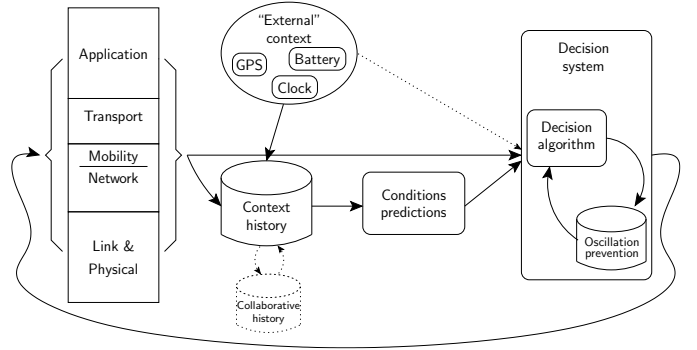 Application
Transport
Mobility
Network
Link &
Physical
“External”
context
GPS
Battery
Clock
Context
history
Collaborative
history
Conditions
predictions
Decision
system
Decision
algorithm
Oscillation
prevention